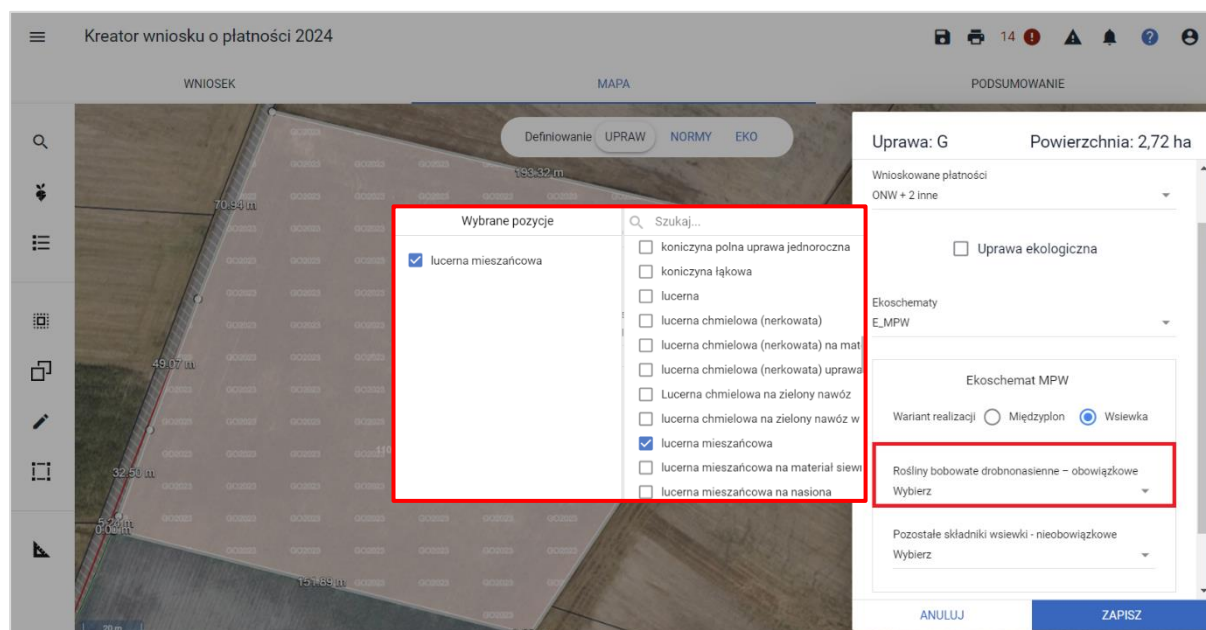 Kreator wniosku o płatności 2024
14
WNIOSEK
MAPA
PODSUMOWANIE
Definiowanie UPRAW NORMY EKO
193.32 m
70.94 m
49.07 m
32.50 m
151.69 m
20 m
Wybrane pozycje
lucerna mieszańcowa
Szukaj...
koniczyna polna uprawa jednoroczna
koniczyna łąkowa
lucerna
lucerna chmielowa (nerkowata)
lucerna chmielowa (nerkowata) na mat
lucerna chmielowa (nerkowata) uprawa
Lucerna chmielowa na zielony nawóz
lucerna chmielowa na zielony nawóz w
lucerna mieszańcowa
lucerna mieszańcowa na materiał siew
lucerna mieszańcowa na nasiona
Uprawa: G Powierzchnia: 2,72 ha
Wnioskowane płatności
ONW + 2 inne
Uprawa ekologiczna
Ekoschematy
E_MPW
Ekoschemat MPW
Wariant realizacji Międzyplon Wsiewka
Rośliny bobowate drobnonasienne – obowiązkowe
Wybierz
Pozostałe składniki wsiewki - nieobowiązkowe
Wybierz
ANULUJ ZAPISZ